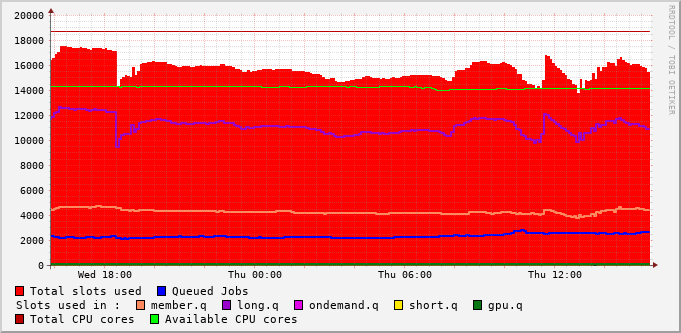 20000
18000
16000
14000
12000
10000
8000
6000
4000
2000
0
Wed 18:00 Thu 00:00 Thu 06:00 Thu 12:00
Total slots used Queued Jobs
Slots used in : member.q long.q ondemand.q short.q gpu.q
Total CPU cores Available CPU cores
RRDTOOL / TOBI OETIKER